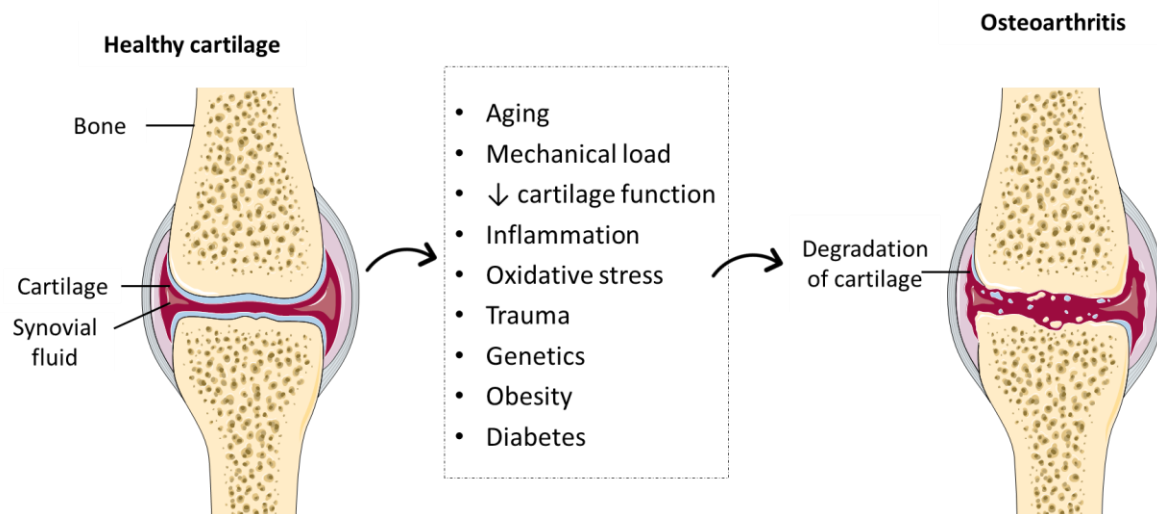 Healthy cartilage
Bone
Cartilage
Synovial
fluid
• Aging
• Mechanical load
• ↓ cartilage function
• Inflammation
• Oxidative stress
• Trauma
• Genetics
• Obesity
• Diabetes
Osteoarthritis
Degradation
of cartilage